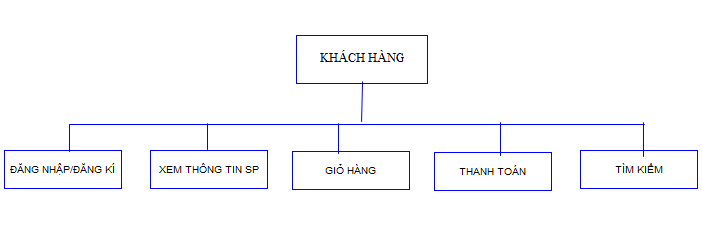 KHÁCH HÀNG
ĐĂNG NHẬP/ĐĂNG KÍ
XEM THÔNG TIN SP
GIỎ HÀNG
THANH TOÁN
TÌM KIẾM